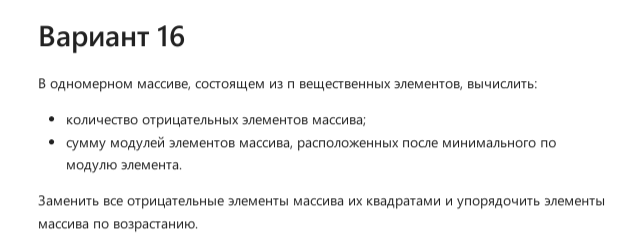 Вариант 16
В одномерном массиве, состоящем из п вещественных элементов, вычислить:
• количество отрицательных элементов массива;
• сумму модулей элементов массива, расположенных после минимального по
модулю элемента.
Заменить все отрицательные элементы массива их квадратами и упорядочить элементы
массива по возрастанию.